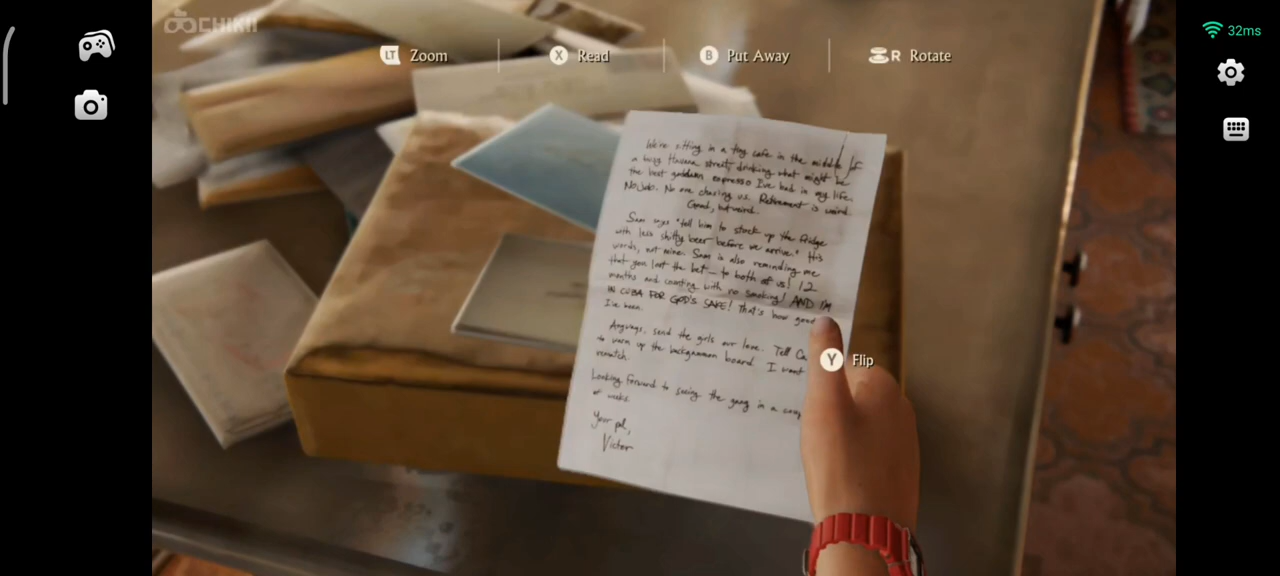 CHIKII
32ms
LT Zoom
X Read
B Put Away
R Rotate
We're sitting in a tiny cafe in the middle of
a busy Havana street, drinking what might be
the best goddamn espresso I've had in my life.
No job. No one chasing us. Retirement is weird.
Good, but weird.
Sam says "tell him to stock up the fridge
with less shitty beer before we arrive." His
words, not mine. Sam is also reminding me
that you lost the bet — to both of us! 12
months and counting with no smoking! AND I'M
IN CUBA FOR GOD'S SAKE! That's how good
I've been.
Anyways, send the girls our love. Tell Ca
to warm up the backgammon board. I want
rematch.
Y Flip
Looking forward to seeing the gang in a coup
of weeks.
Your pal,
Victor